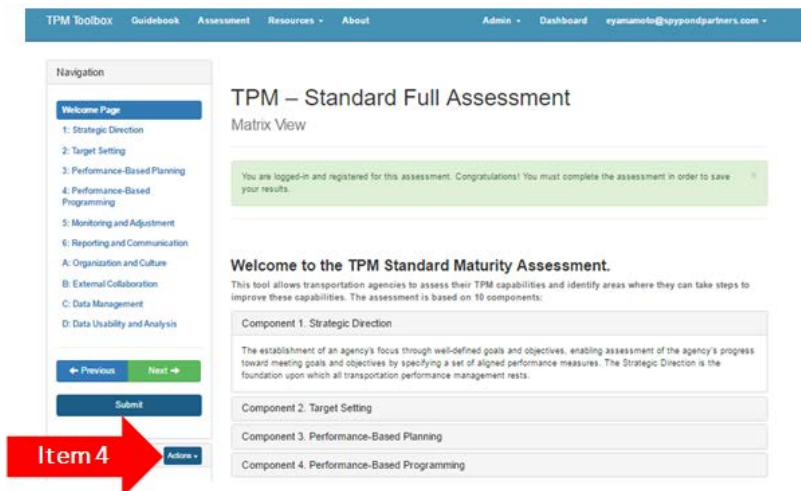 TPM Toolbox Guidebook Assessment Resources About Admin Dashboard eyamamoto@spypondpartners.com
Navigation
Welcome Page
1: Strategic Direction
2: Target Setting
3: Performance-Based Planning
4: Performance-Based
Programming
5: Monitoring and Adjustment
6: Reporting and Communication
A: Organization and Culture
B: External Collaboration
C: Data Management
D: Data Usability and Analysis
← Previous Next →
Submit
Item 4
Actions
TPM – Standard Full Assessment
Matrix View
You are logged-in and registered for this assessment. Congratulations! You must complete the assessment in order to save ×
your results.
Welcome to the TPM Standard Maturity Assessment.
This tool allows transportation agencies to assess their TPM capabilities and identify areas where they can take steps to
improve these capabilities. The assessment is based on 10 components:
Component 1. Strategic Direction
The establishment of an agency's focus through well-defined goals and objectives, enabling assessment of the agency's progress
toward meeting goals and objectives by specifying a set of aligned performance measures. The Strategic Direction is the
foundation upon which all transportation performance management rests.
Component 2. Target Setting
Component 3. Performance-Based Planning
Component 4. Performance-Based Programming